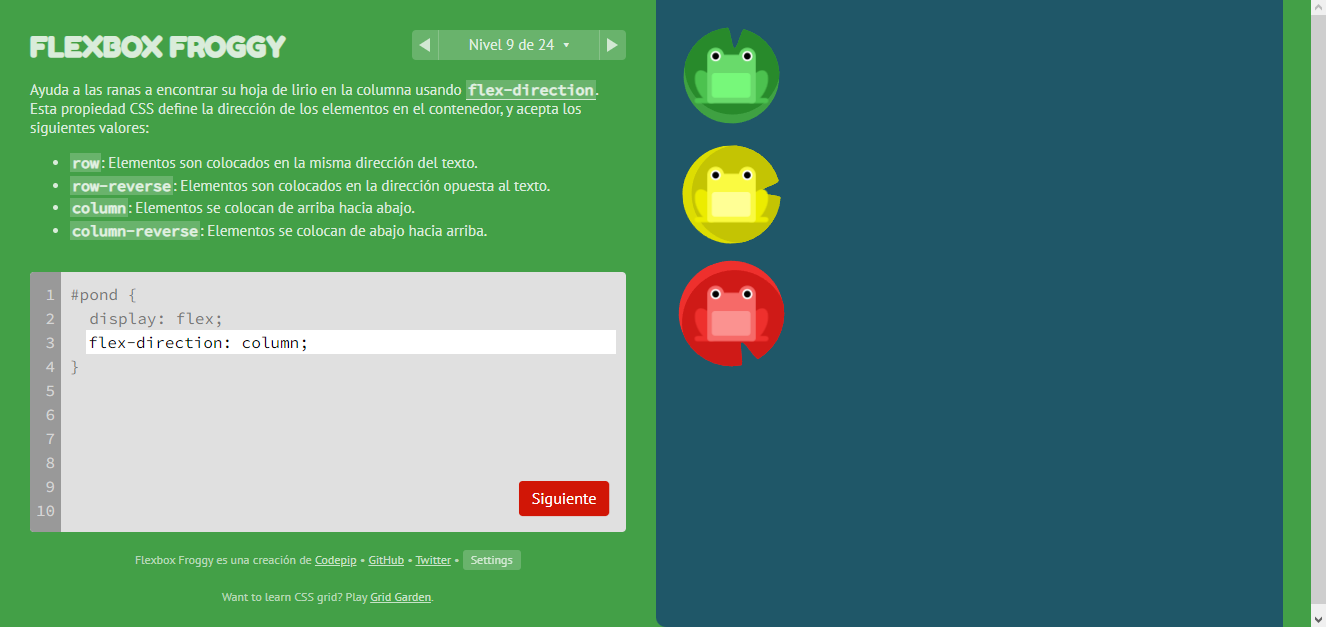 FLEXBOX FROGGY
Nivel 9 de 24
Ayuda a las ranas a encontrar su hoja de lirio en la columna usando flex-direction.
Esta propiedad CSS define la dirección de los elementos en el contenedor, y acepta los
siguientes valores:
• row: Elementos son colocados en la misma dirección del texto.
• row-reverse: Elementos son colocados en la dirección opuesta al texto.
• column: Elementos se colocan de arriba hacia abajo.
• column-reverse: Elementos se colocan de abajo hacia arriba.
1 #pond {
2 display: flex;
3 flex-direction: column;
4 }
5
6
7
8
9
10
Siguiente
Flexbox Froggy es una creación de Codepip • GitHub • Twitter • Settings
Want to learn CSS grid? Play Grid Garden.